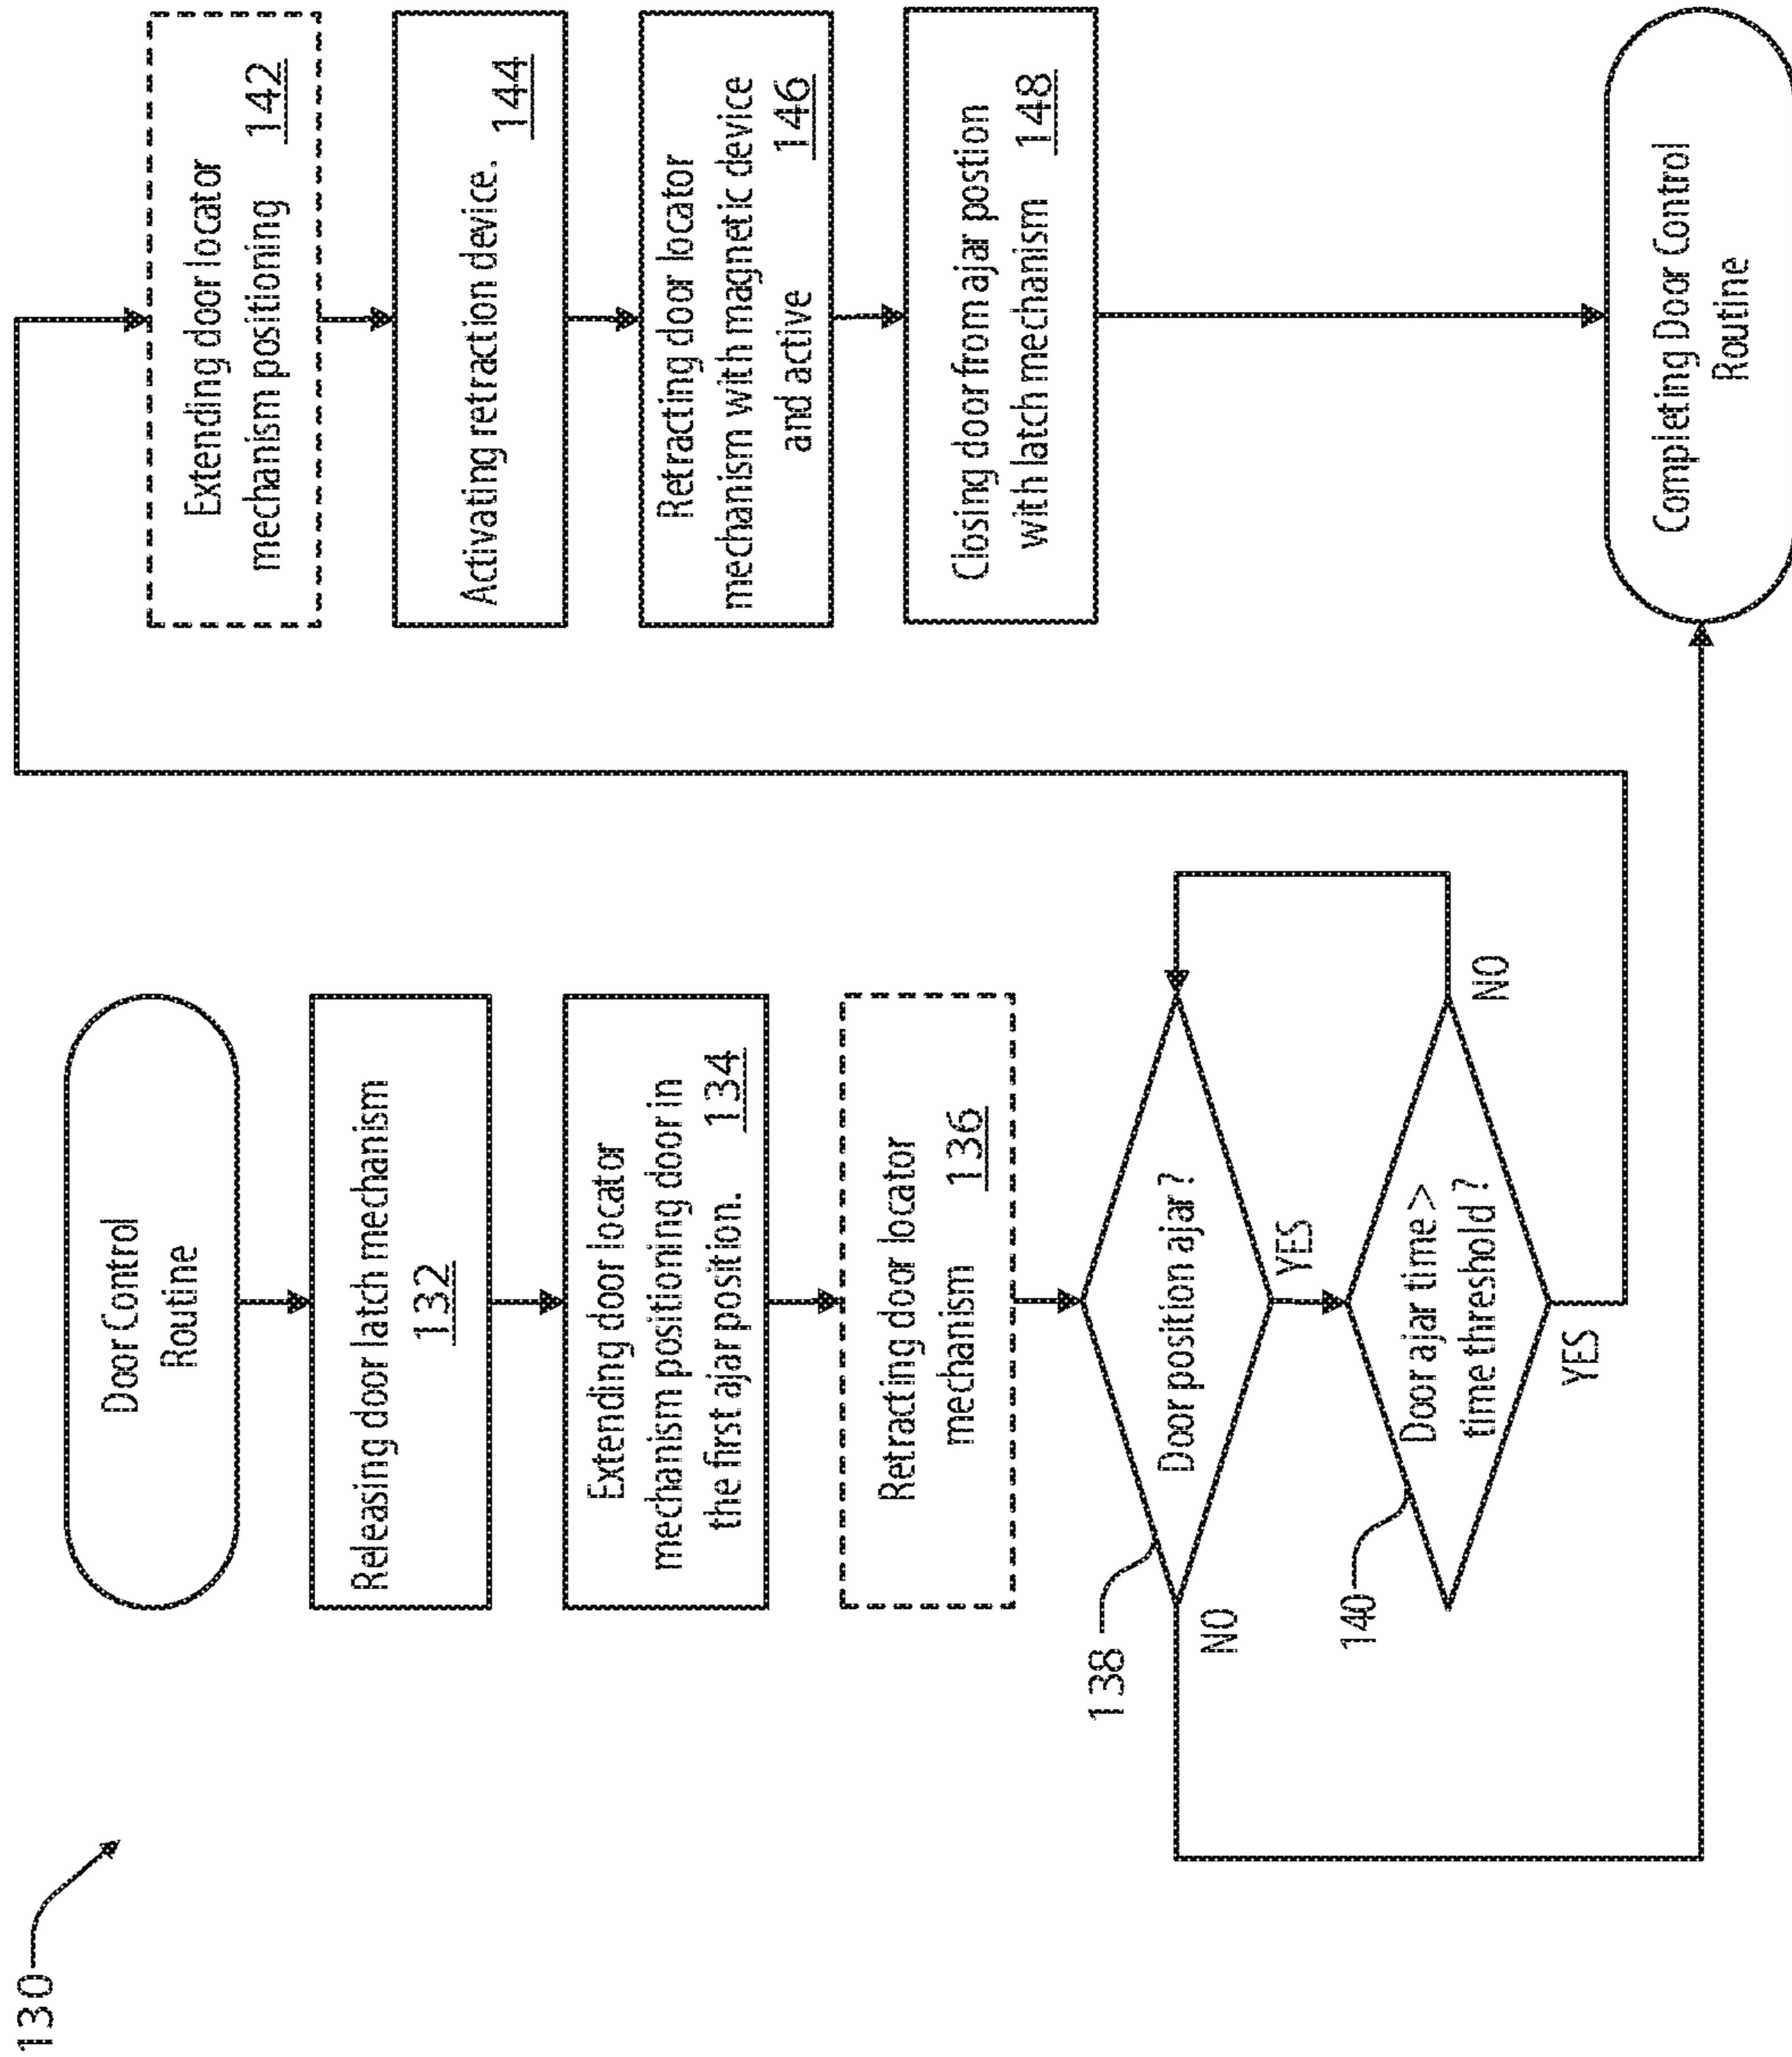 130
Door Control
Routine
Releasing door latch mechanism
132
Extending door locator
mechanism positioning door in
the first ajar position. 134
Retracting door locator
mechanism 136
Door position ajar ?
138
NO
YES
Door ajar time >
time threshold ?
140
NO
YES
Extending door locator
mechanism positioning 142
Activating retraction device. 144
Retracting door locator
mechanism with magnetic device
and active 146
Closing door from ajar postion
with latch mechanism 148
Completing Door Control
Routine